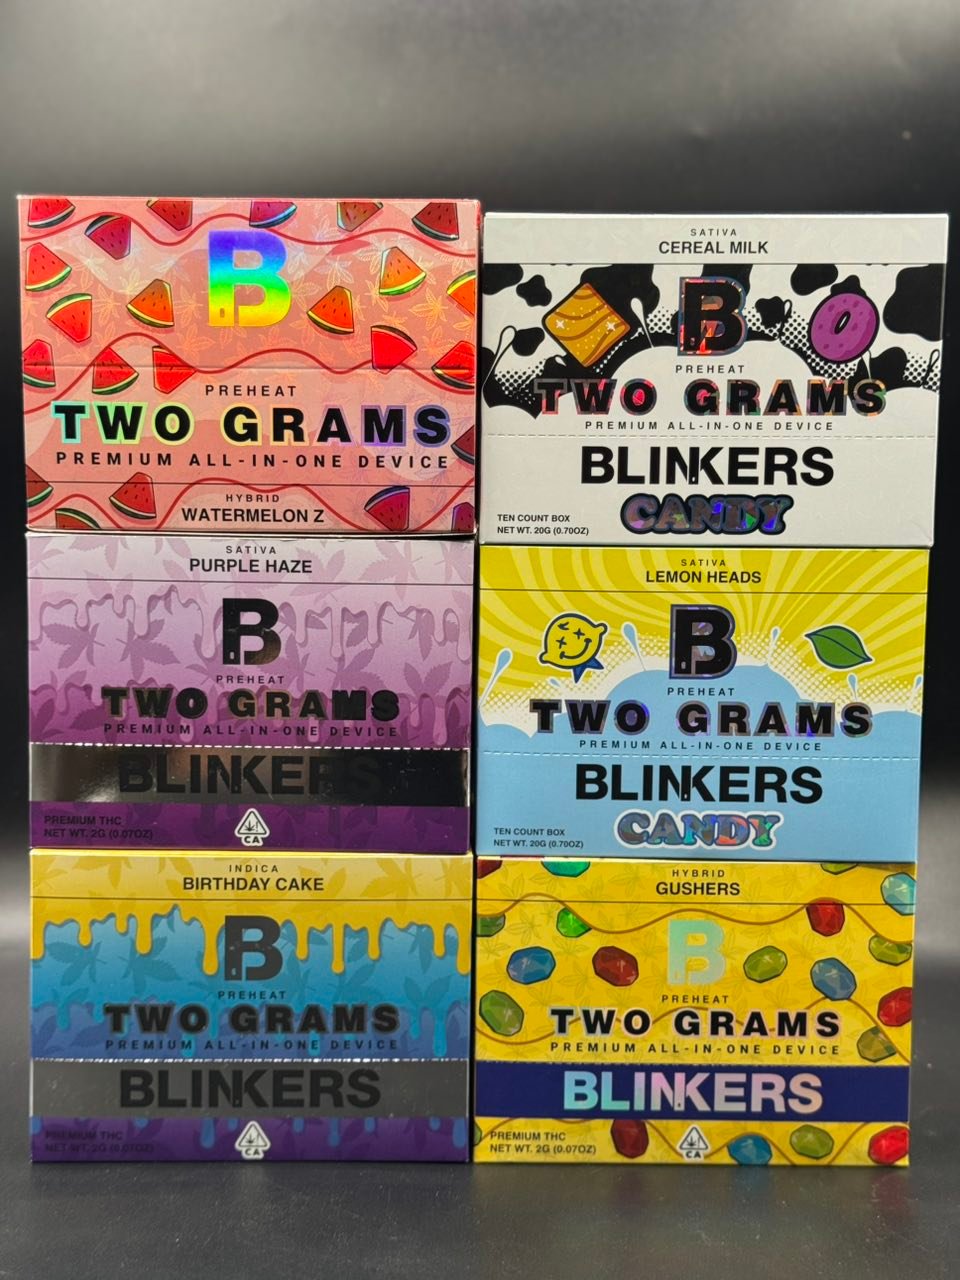 B
PREHEAT
TWO GRAMS
PREMIUM ALL-IN-ONE DEVICE
HYBRID
WATERMELON Z
SATIVA
CEREAL MILK
B
PREHEAT
TWO GRAMS
PREMIUM ALL-IN-ONE DEVICE
BLINKERS
CANDY
TEN COUNT BOX
NET WT. 20G (0.70OZ)
SATIVA
PURPLE HAZE
B
PREHEAT
TWO GRAMS
PREMIUM ALL-IN-ONE DEVICE
BLINKERS
PREMIUM THC
NET WT. 2G (0.07OZ)
CA
SATIVA
LEMON HEADS
B
PREHEAT
TWO GRAMS
PREMIUM ALL-IN-ONE DEVICE
BLINKERS
CANDY
TEN COUNT BOX
NET WT. 20G (0.70OZ)
INDICA
BIRTHDAY CAKE
B
PREHEAT
TWO GRAMS
PREMIUM ALL-IN-ONE DEVICE
BLINKERS
PREMIUM THC
NET WT. 2G (0.07OZ)
CA
HYBRID
GUSHERS
B
PREHEAT
TWO GRAMS
PREMIUM ALL-IN-ONE DEVICE
BLINKERS
PREMIUM THC
NET WT. 2G (0.07OZ)
CA